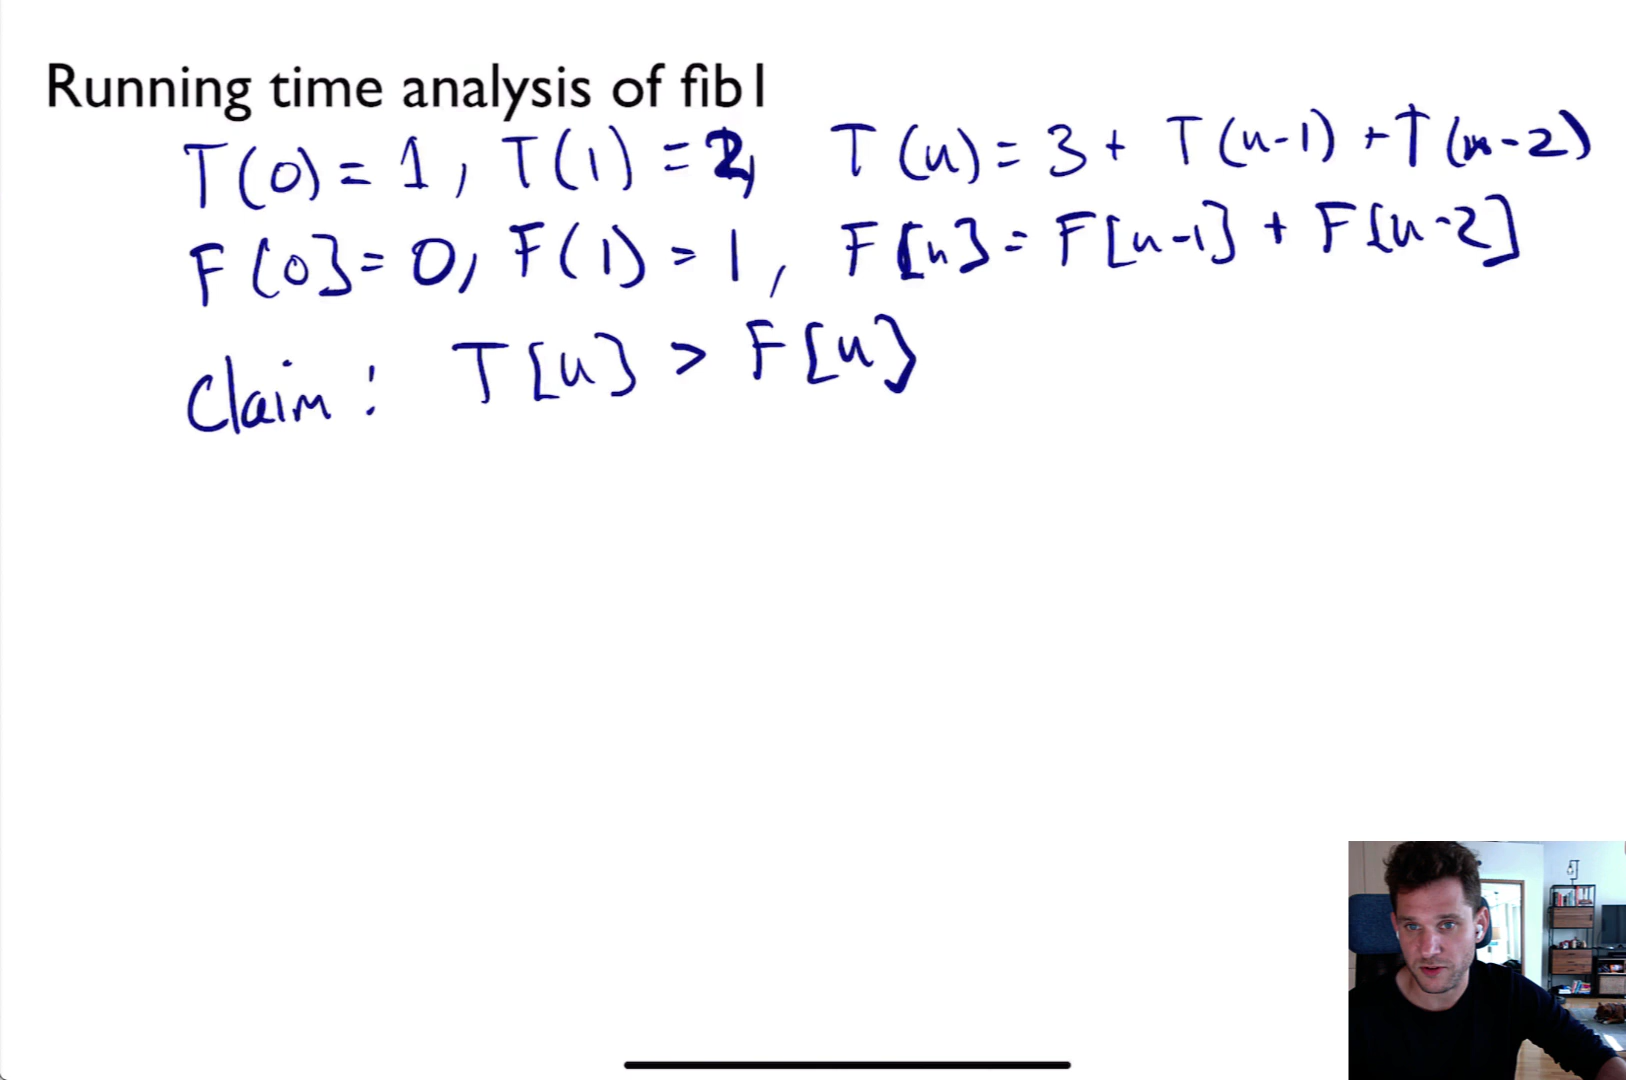 Running time analysis of fib1
T(0) = 1, T(1) = 2, T(n) = 3 + T(n-1) + T(n-2)
F[0] = 0, F(1) = 1, F[n] = F[n-1] + F[n-2]
Claim: T[n] > F[n]